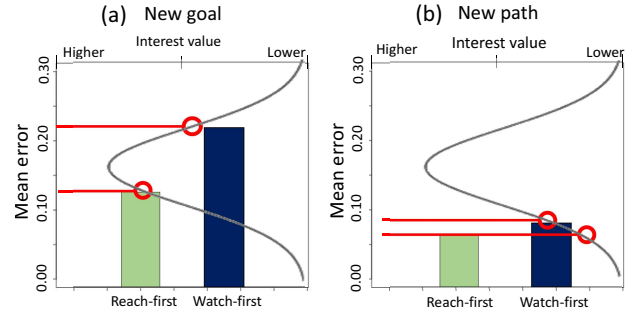 (a) New goal
Interest value
Higher Lower
Mean error
0.30
0.20
0.10
0.00
Reach-first Watch-first
(b) New path
Interest value
Higher Lower
Mean error
0.30
0.20
0.10
0.00
Reach-first Watch-first